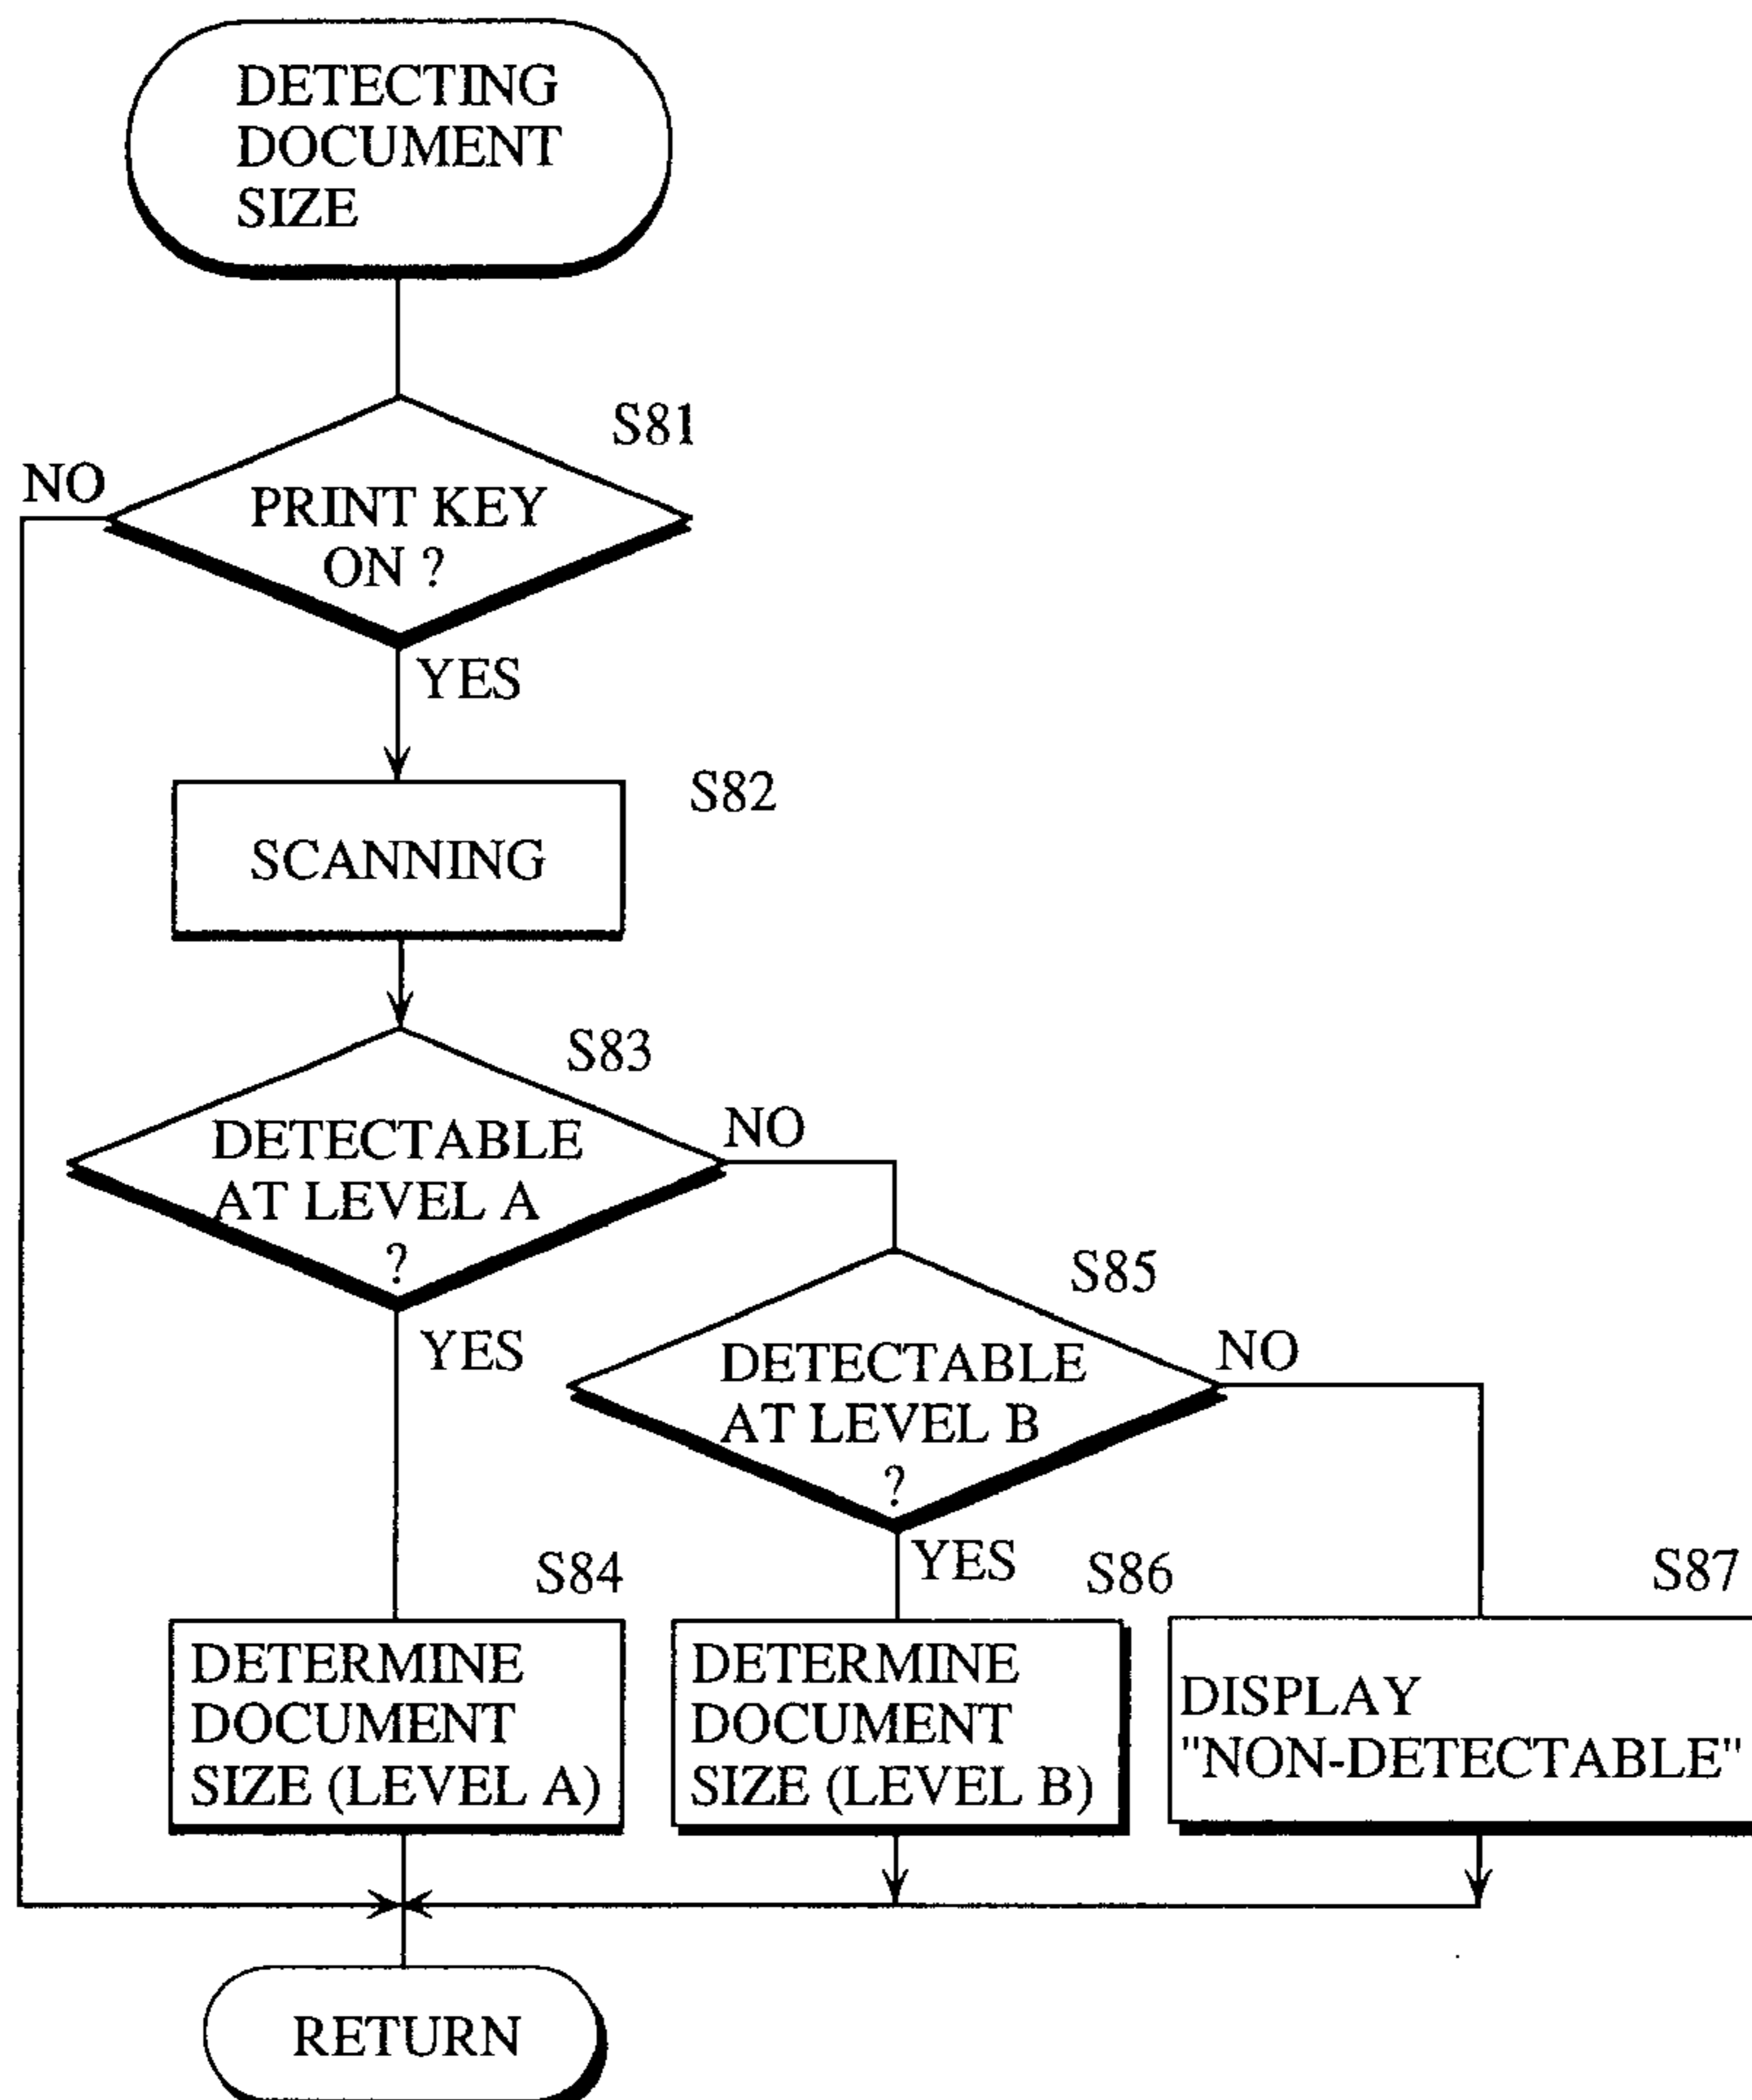 DETECTING
DOCUMENT
SIZE
S81
NO
PRINT KEY
ON ?
YES
S82
SCANNING
S83
DETECTABLE
AT LEVEL A
?
NO
YES
S85
DETECTABLE
AT LEVEL B
?
NO
YES
S84
DETERMINE
DOCUMENT
SIZE (LEVEL A)
S86
DETERMINE
DOCUMENT
SIZE (LEVEL B)
S87
DISPLAY
"NON-DETECTABLE"
RETURN